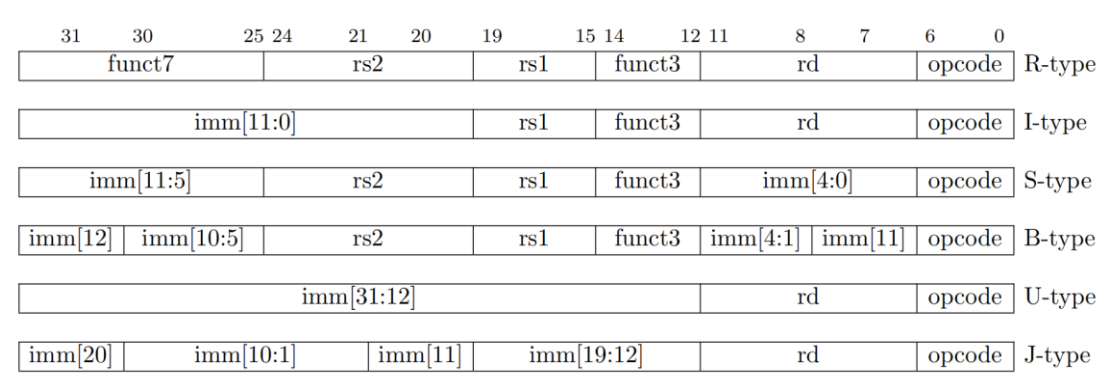 31 30 25 24 21 20 19 15 14 12 11 8 7 6 0
funct7 rs2 rs1 funct3 rd opcode R-type
imm[11:0] rs1 funct3 rd opcode I-type
imm[11:5] rs2 rs1 funct3 imm[4:0] opcode S-type
imm[12] imm[10:5] rs2 rs1 funct3 imm[4:1] imm[11] opcode B-type
imm[31:12] rd opcode U-type
imm[20] imm[10:1] imm[11] imm[19:12] rd opcode J-type